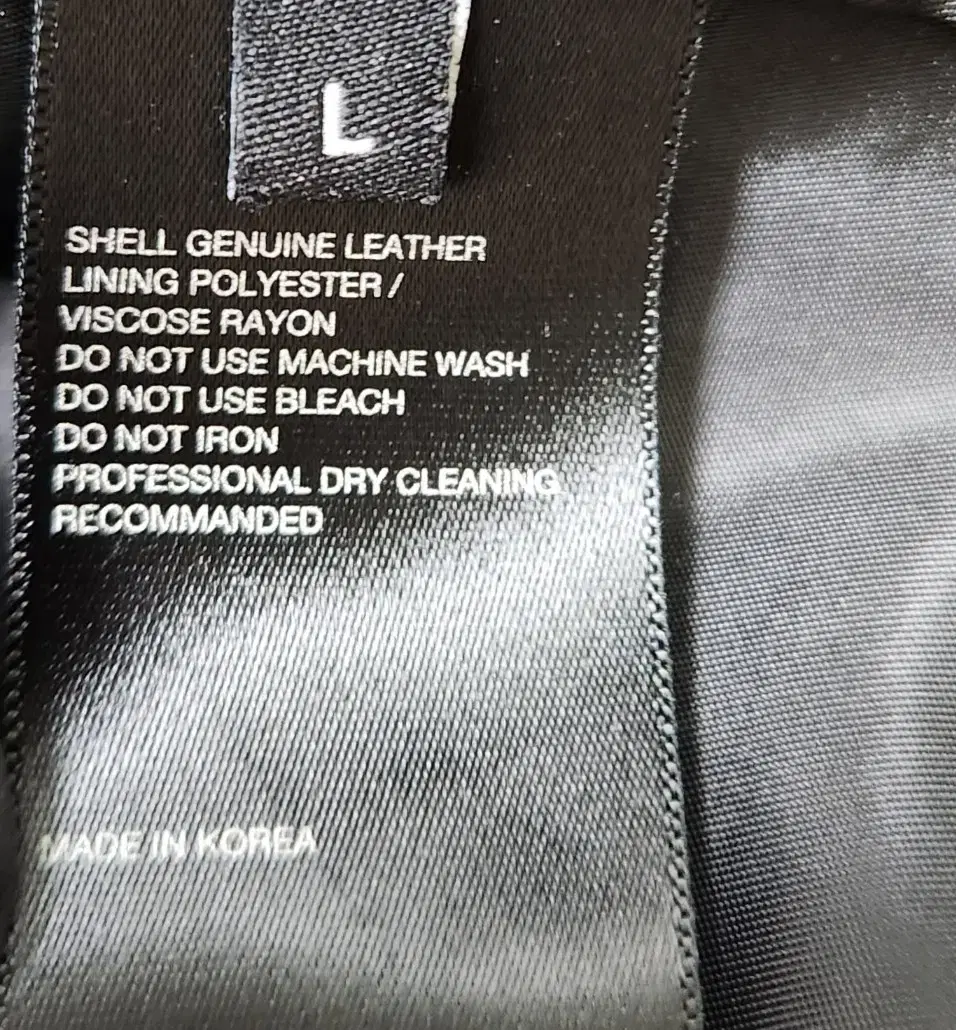 L
SHELL GENUINE LEATHER
LINING POLYESTER /
VISCOSE RAYON
DO NOT USE MACHINE WASH
DO NOT USE BLEACH
DO NOT IRON
PROFESSIONAL DRY CLEANING
RECOMMANDED
MADE IN KOREA